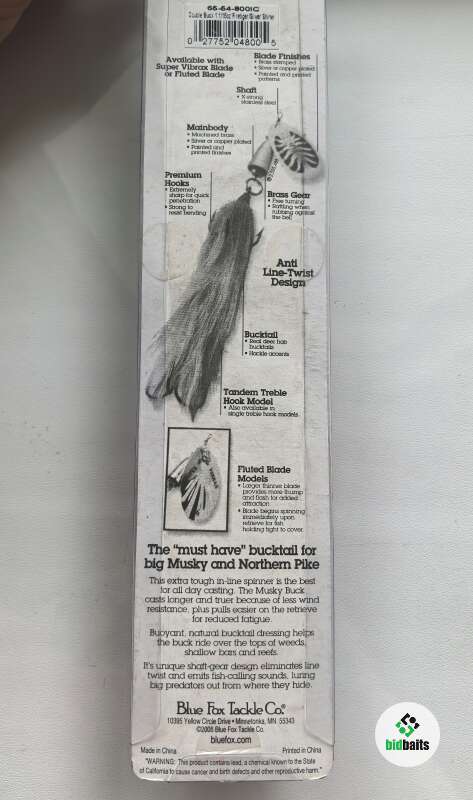 66-64-800IC
Double Buck 1 1/16oz Firetiger/Silver Shiner
0 27752 04800 5
Available with
Super Vibrax Blade
or Fluted Blade
Blade Finishes
• Brass stamped
• Silver or copper plated
• Painted and printed
patterns
Shaft
• X-strong
stainless steel
Mainbody
• Machined brass
• Silver or copper plated
• Painted and
printed finishes
Premium
Hooks
• Extremely
sharp for quick
penetration
• Strong to
resist bending
Brass Gear
• Free turning
• Softling when
rubbing against
the bell
Anti
Line-Twist
Design
Bucktail
• Real deer hair
bucktails
• Hackle accents
Tandem Treble
Hook Model
• Also available in
single treble hook models.
Fluted Blade
Models
• Larger thinner blade
provides more thump
and flash for added
attraction
• Blade begins spinning
immediately upon
retrieve for fish
holding tight to cover.
The "must have" bucktail for
big Musky and Northern Pike
This extra tough in-line spinner is the best
for all day casting. The Musky Buck
casts longer and truer because of less wind
resistance, plus pulls easier on the retrieve
for reduced fatigue.
Buoyant, natural bucktail dressing helps
the buck ride over the tops of weeds,
shallow bars and reefs.
It's unique shaft-gear design eliminates line
twist and emits fish-calling sounds, luring
big predators out from where they hide.
Blue Fox Tackle Co.®
10395 Yellow Circle Drive • Minnetonka, MN 55343
©2005 Blue Fox Tackle Co.
bluefox.com
Made in China
Printed in China
"WARNING: This product contains lead, a chemical known to the State
of California to cause cancer and birth defects and other reproductive harm."
bidbaits